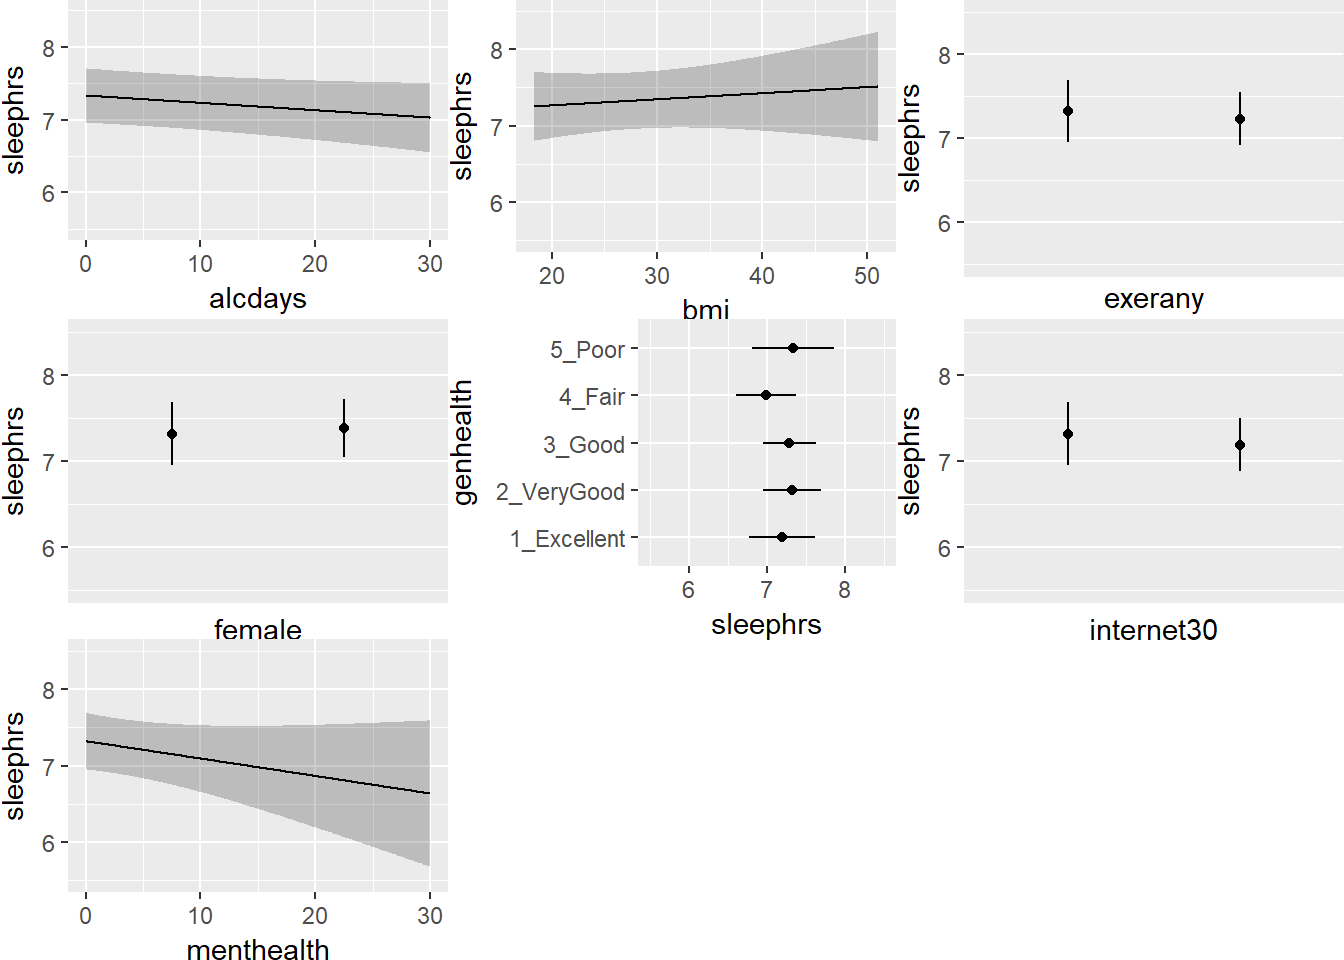 sleephrs
8
7
6
0 10 20 30
alcdays
sleephrs
8
7
6
20 30 40 50
bmi
sleephrs
8
7
6
exerany
sleephrs
8
7
6
female
genhealth
5_Poor
4_Fair
3_Good
2_VeryGood
1_Excellent
6 7 8
sleephrs
sleephrs
8
7
6
internet30
sleephrs
8
7
6
0 10 20 30
menthealth